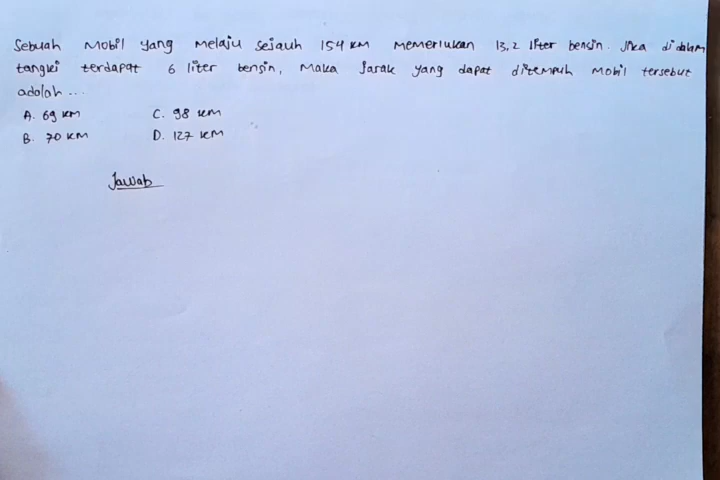 Sebuah Mobil yang melaju sejauh 154 KM memerlukan 13,2 liter bensin. Jika di dalam
tangki terdapat 6 liter bensin, Maka Jarak yang dapat ditempuh Mobil tersebut
adalah ...
A. 69 KM C. 98 KM
B. 70 KM D. 127 KM
Jawab